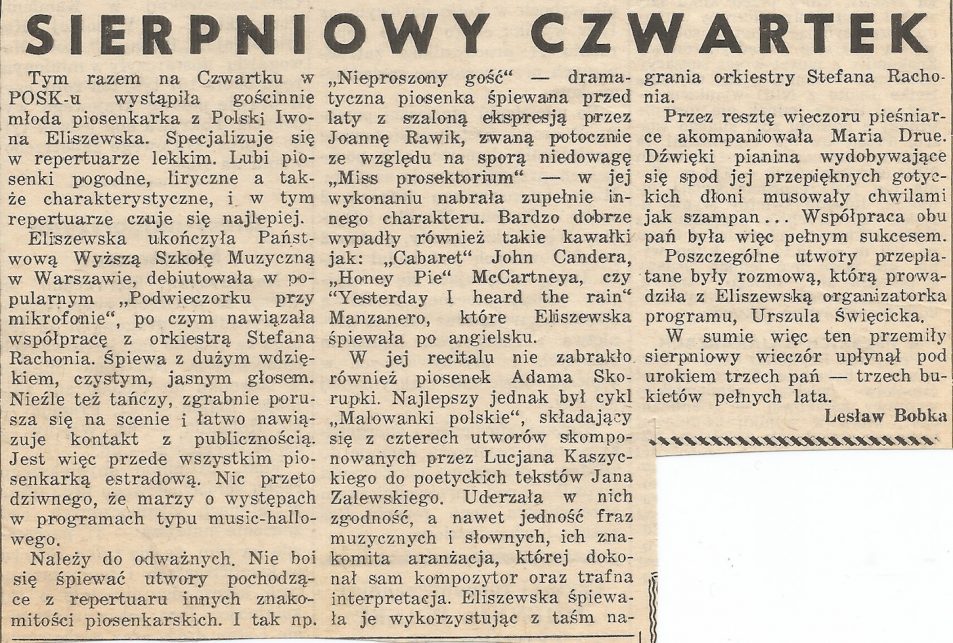 SIERPNIOWY CZWARTEK
Tym razem na Czwartku w
POSK-u wystąpiła gościnnie
młoda piosenkarka z Polski Iwo-
na Eliszewska. Specjalizuje się
w repertuarze lekkim. Lubi pio-
senki pogodne, liryczne a tak-
że charakterystyczne, i w tym
repertuarze czuje się najlepiej.
Eliszewska ukończyła Państ-
wową Wyższą Szkołę Muzyczną
w Warszawie, debiutowała w po-
pularnym „Podwieczorku przy
mikrofonie“, po czym nawiązała
współpracę z orkiestrą Stefana
Rachonia. Śpiewa z dużym wdzię-
kiem, czystym, jasnym głosem.
Nieźle też tańczy, zgrabnie poru-
sza się na scenie i łatwo nawią-
zuje kontakt z publicznością.
Jest więc przede wszystkim pio-
senkarką estradową. Nic przeto
dziwnego, że marzy o występach
w programach typu music-hallo-
wego.
Należy do odważnych. Nie boi
się śpiewać utwory pochodzą-
ce z repertuaru innych znako-
mitości piosenkarskich. I tak np.
„Nieproszony gość“ — drama-
tyczna piosenka śpiewana przed
laty z szaloną ekspresją przez
Joannę Rawik, zwaną potocznie
ze względu na sporą niedowagę
„Miss prosektorium“ — w jej
wykonaniu nabrała zupełnie in-
nego charakteru. Bardzo dobrze
wypadły również takie kawałki
jak: „Cabaret“ John Candera,
„Honey Pie“ McCartneya, czy
“Yesterday I heard the rain“
Manzanero, które Eliszewska
śpiewała po angielsku.
W jej recitalu nie zabrakło
również piosenek Adama Sko-
rupki. Najlepszy jednak był cykl
„Malowanki polskie“, składający
się z czterech utworów skompo-
nowanych przez Lucjana Kaszyc-
kiego do poetyckich tekstów Jana
Zalewskiego. Uderzała w nich
zgodność, a nawet jedność fraz
muzycznych i słownych, ich zna-
komita aranżacja, której doko-
nał sam kompozytor oraz trafna
interpretacja. Eliszewska śpiewa-
ła je wykorzystując z taśm na-
grania orkiestry Stefana Racho-
nia.
Przez resztę wieczoru pieśniar-
ce akompaniowała Maria Drue.
Dźwięki pianina wydobywające
się spod jej przepięknych gotyc-
kich dłoni musowały chwilami
jak szampan... Współpraca obu
pań była więc pełnym sukcesem.
Poszczególne utwory przepla-
tane były rozmową, którą prowa-
dziła z Eliszewską organizatorka
programu, Urszula Święcicka.
W sumie więc ten przemiły
sierpniowy wieczór upłynął pod
urokiem trzech pań — trzech bu-
kietów pełnych lata.
Lesław Bobka